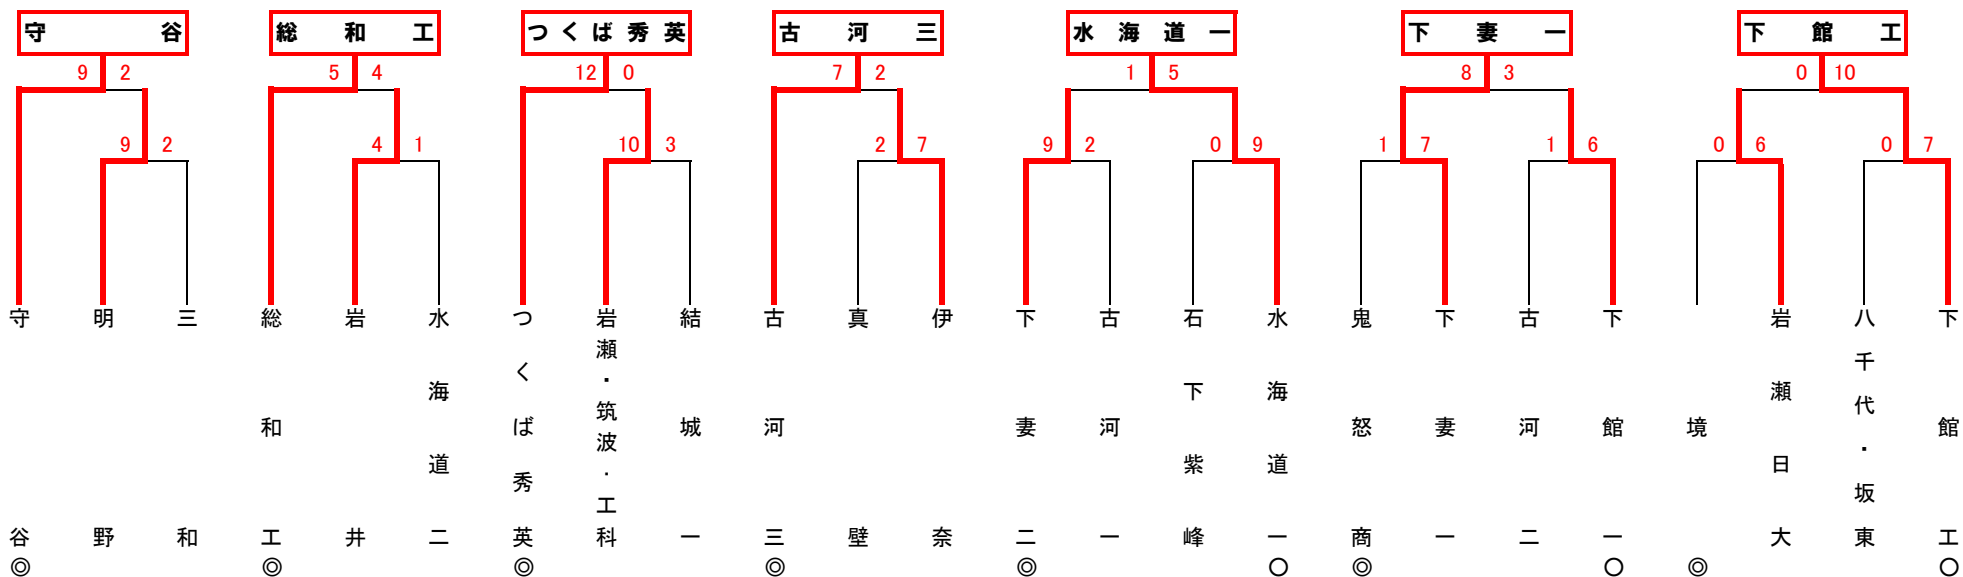 守谷
総和工
つくば秀英
古河三
水海道一
下妻一
下館工
9 2
5 4
12 0
7 2
1 5
8 3
0 10
9 2
4 1
10 3
2 7
9 2
0 9
1 7
1 6
0 6
0 7
守谷◎
明野
三和
総和工◎
岩井
水海道二
つくば秀英◎
岩瀬・筑波・工科
結城一
古河三◎
真壁
伊奈
下妻二◎
古河一
石下紫峰
水海道一○
鬼怒商◎
下妻一
古河二
下館一○
境◎
岩瀬日大
八千代・坂東
下館工○